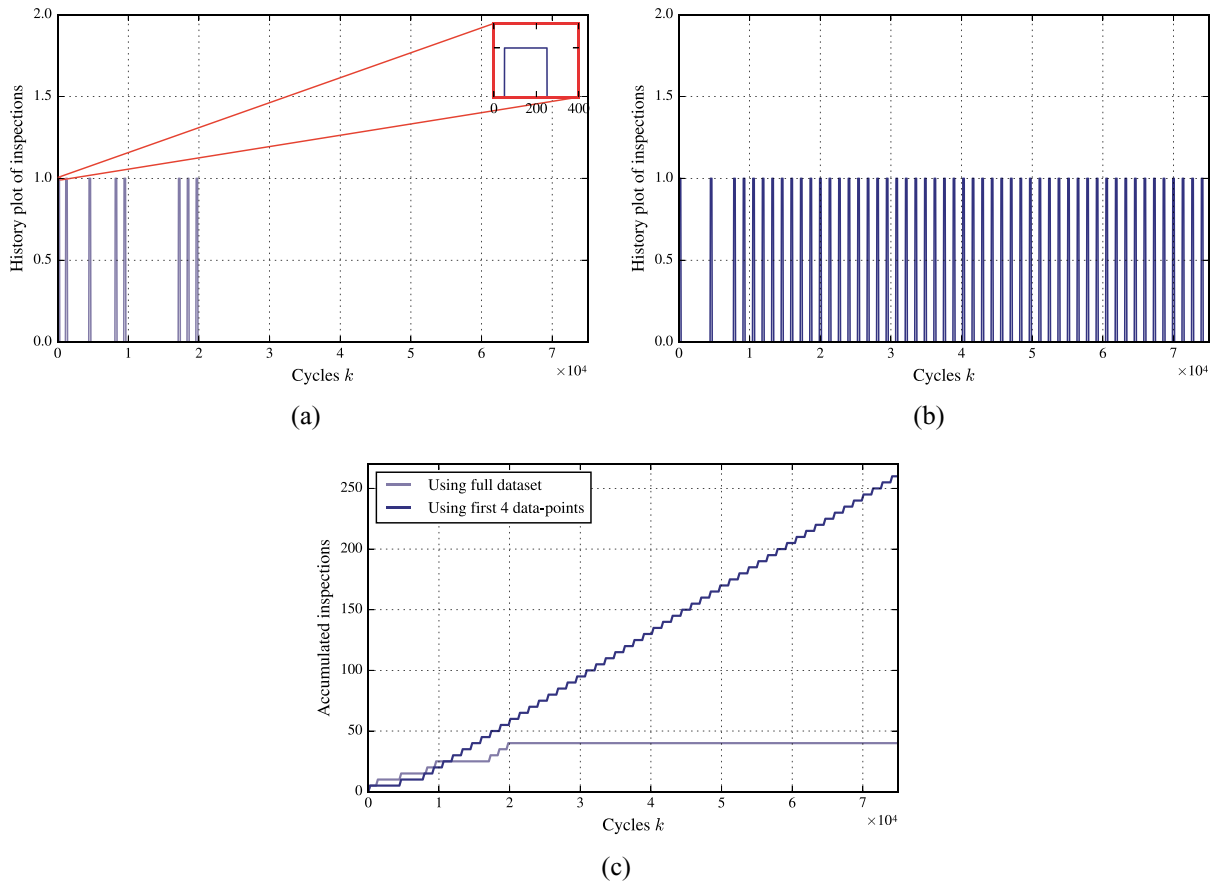 2.0
1.5
1.0
0.5
0.0
History plot of inspections
0 200 400
0 1 2 3 4 5 6 7
×10⁴
Cycles k
(a)
2.0
1.5
1.0
0.5
0.0
History plot of inspections
0 1 2 3 4 5 6 7
×10⁴
Cycles k
(b)
250
200
150
100
50
0
Accumulated inspections
Using full dataset
Using first 4 data-points
0 1 2 3 4 5 6 7
×10⁴
Cycles k
(c)